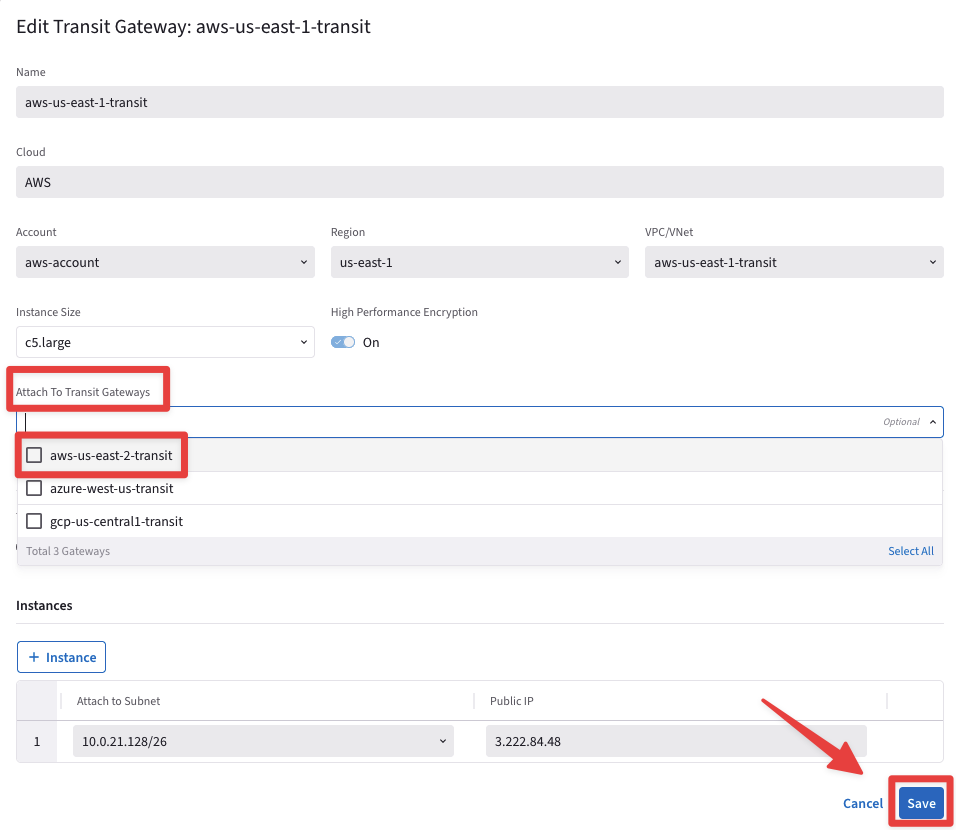 Edit Transit Gateway: aws-us-east-1-transit
Name
aws-us-east-1-transit
Cloud
AWS
Account Region VPC/VNet
aws-account us-east-1 aws-us-east-1-transit
Instance Size High Performance Encryption
c5.large On
Attach To Transit Gateways
Optional
aws-us-east-2-transit
azure-west-us-transit
gcp-us-central1-transit
Total 3 Gateways Select All
Instances
+ Instance
Attach to Subnet Public IP
1 10.0.21.128/26 3.222.84.48
Cancel Save